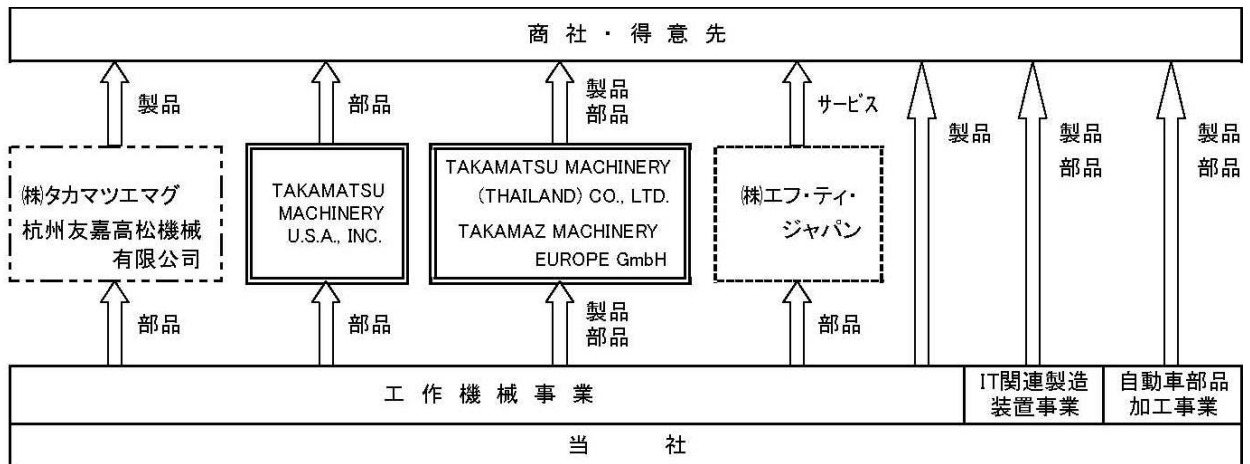 商社・得意先
製品
部品
製品
部品
サービス
製品
製品
部品
製品
部品
㈱タカマツエマグ
杭州友嘉高松機械
有限公司
TAKAMATSU
MACHINERY
U.S.A., INC.
TAKAMATSU MACHINERY
(THAILAND) CO., LTD.
TAKAMAZ MACHINERY
EUROPE GmbH
㈱エフ・ティ・
ジャパン
部品
部品
製品
部品
部品
工作機械事業
IT関連製造
装置事業
自動車部品
加工事業
当社